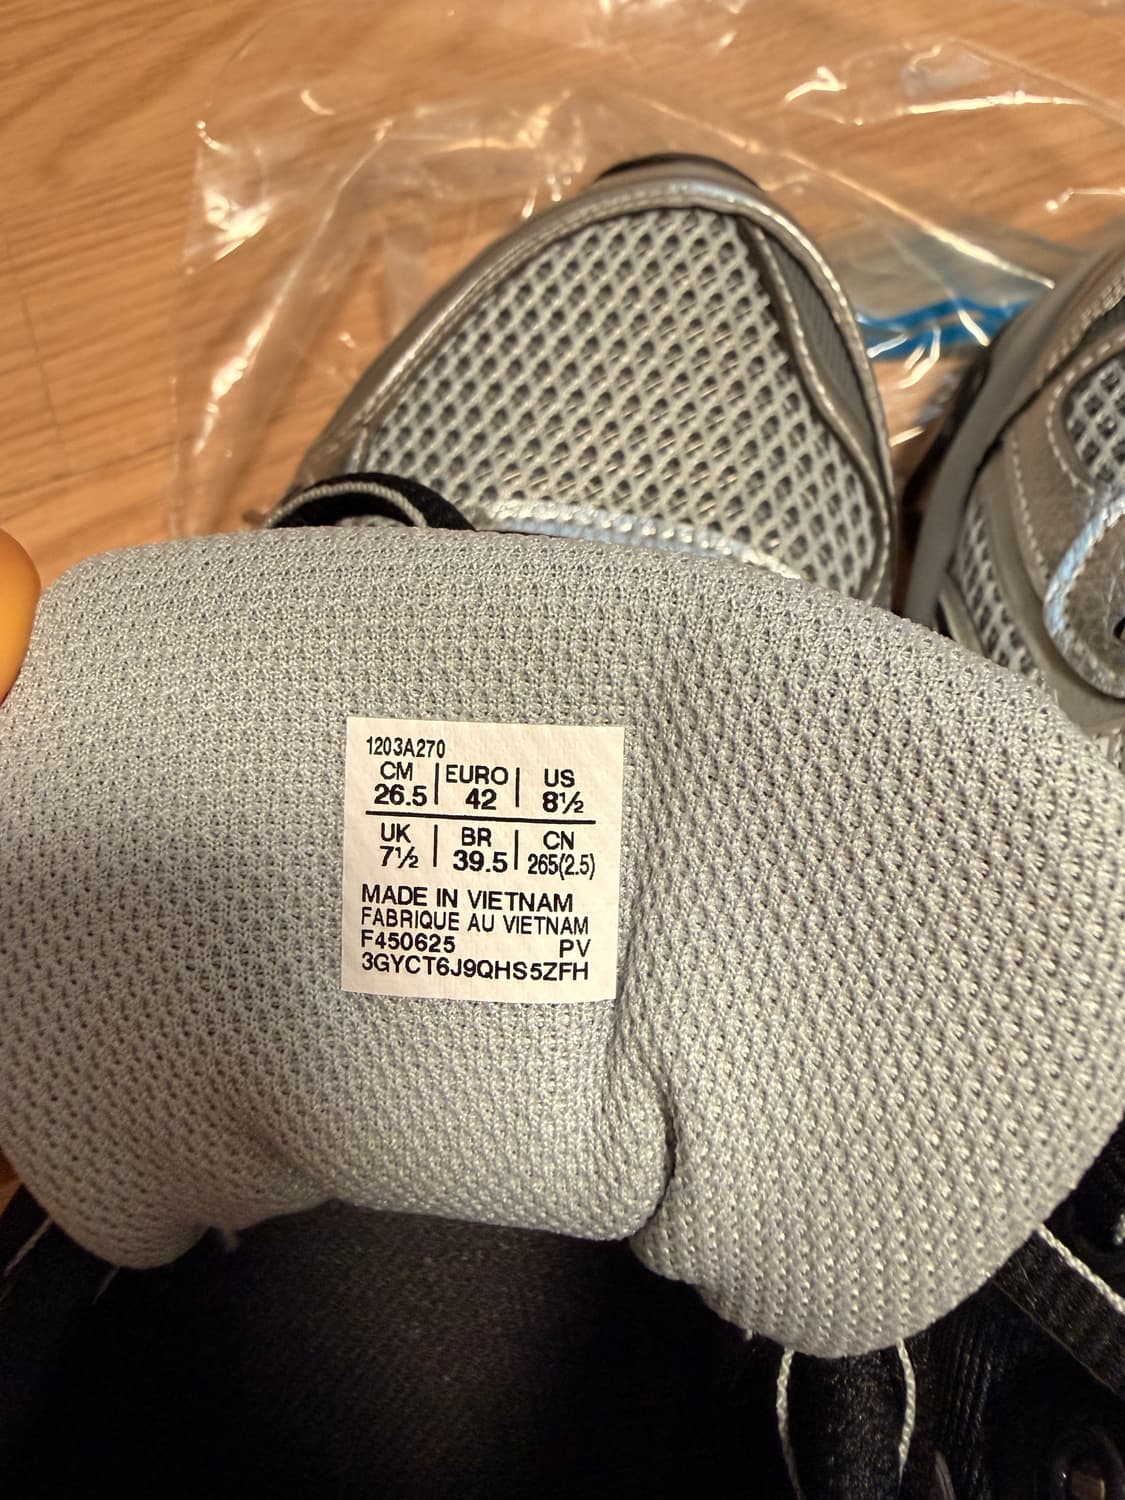 1203A270
CM | EURO | US
26.5 | 42 | 8½
UK | BR | CN
7½ | 39.5 | 265(2.5)
MADE IN VIETNAM
FABRIQUE AU VIETNAM
F450625 PV
3GYCT6J9QHS5ZFH